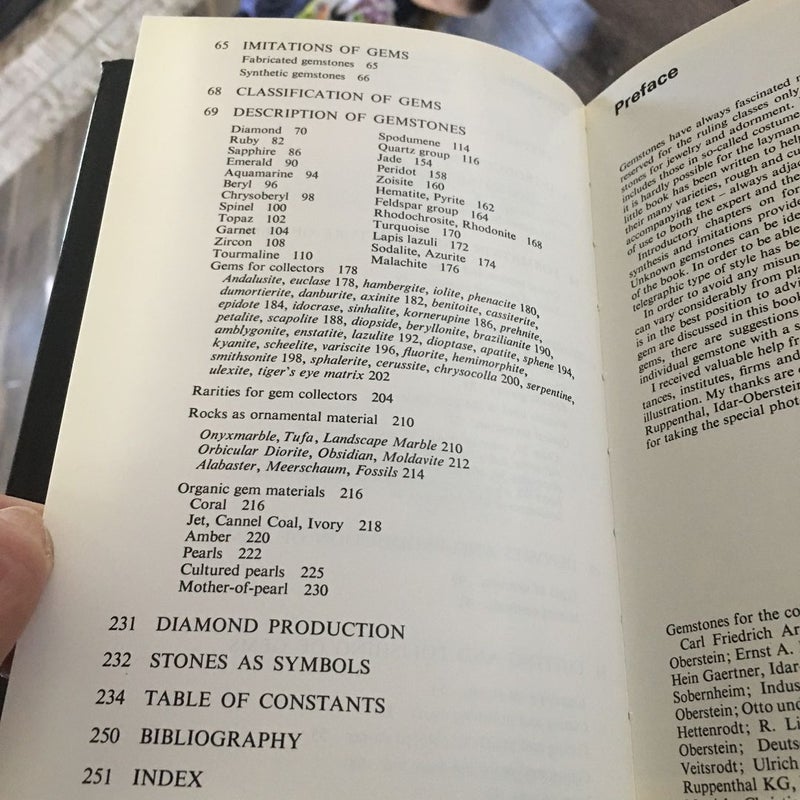 65 IMITATIONS OF GEMS
Fabricated gemstones 65
Synthetic gemstones 66
68 CLASSIFICATION OF GEMS
69 DESCRIPTION OF GEMSTONES
Diamond 70
Ruby 82
Sapphire 86
Emerald 90
Aquamarine 94
Beryl 96
Chrysoberyl 98
Spinel 100
Topaz 102
Garnet 104
Zircon 108
Tourmaline 110
Spodumene 114
Quartz group 116
Jade 154
Peridot 158
Zoisite 160
Hematite, Pyrite 162
Feldspar group 164
Rhodochrosite, Rhodonite 168
Turquoise 170
Lapis lazuli 172
Sodalite, Azurite 174
Malachite 176
Gems for collectors 178
Andalusite, euclase 178, hambergite, iolite, phenacite 180,
dumortierite, danburite, axinite 182, benitoite, cassiterite,
epidote 184, idocrase, sinhalite, kornerupine 186, prehnite,
petalite, scapolite 188, diopside, beryllonite, brazilianite 190,
amblygonite, enstatite, lazulite 192, dioptase, apatite, sphene 194,
kyanite, scheelite, variscite 196, fluorite, hemimorphite,
smithsonite 198, sphalerite, cerussite, chrysocolla 200, serpentine,
ulexite, tiger's eye matrix 202
Rarities for gem collectors 204
Rocks as ornamental material 210
Onyxmarble, Tufa, Landscape Marble 210
Orbicular Diorite, Obsidian, Moldavite 212
Alabaster, Meerschaum, Fossils 214
Organic gem materials 216
Coral 216
Jet, Cannel Coal, Ivory 218
Amber 220
Pearls 222
Cultured pearls 225
Mother-of-pearl 230
231 DIAMOND PRODUCTION
232 STONES AS SYMBOLS
234 TABLE OF CONSTANTS
250 BIBLIOGRAPHY
251 INDEX
Preface
Gemstones have always fascinated
reserved for the ruling classes only
stones for jewelry and adornment.
includes those in so-called costume
it is hardly possible for the layman
little book has been written to help
their many varieties, rough and
accompanying text – always
of use to both the expert and the
Introductory chapters on
synthesis and imitations
Unknown gemstones can be
of the book. In order to be able
telegraphic type of style has
In order to avoid any
can vary considerably from
is in the best position to
gem are discussed in this book
gems, there are suggestions
individual gemstone with a
I received valuable help
tances, institutes, firms and
illustration. My thanks are
Ruppenthal, Idar-Oberstein
for taking the special
Gemstones for the
Carl Friedrich
Oberstein; Ernst A.
Hein Gaertner, Idar
Sobernheim;
Oberstein; Otto
Hettenrodt; R.
Oberstein;
Veitsrodt; Ulrich
Ruppenthal KG,